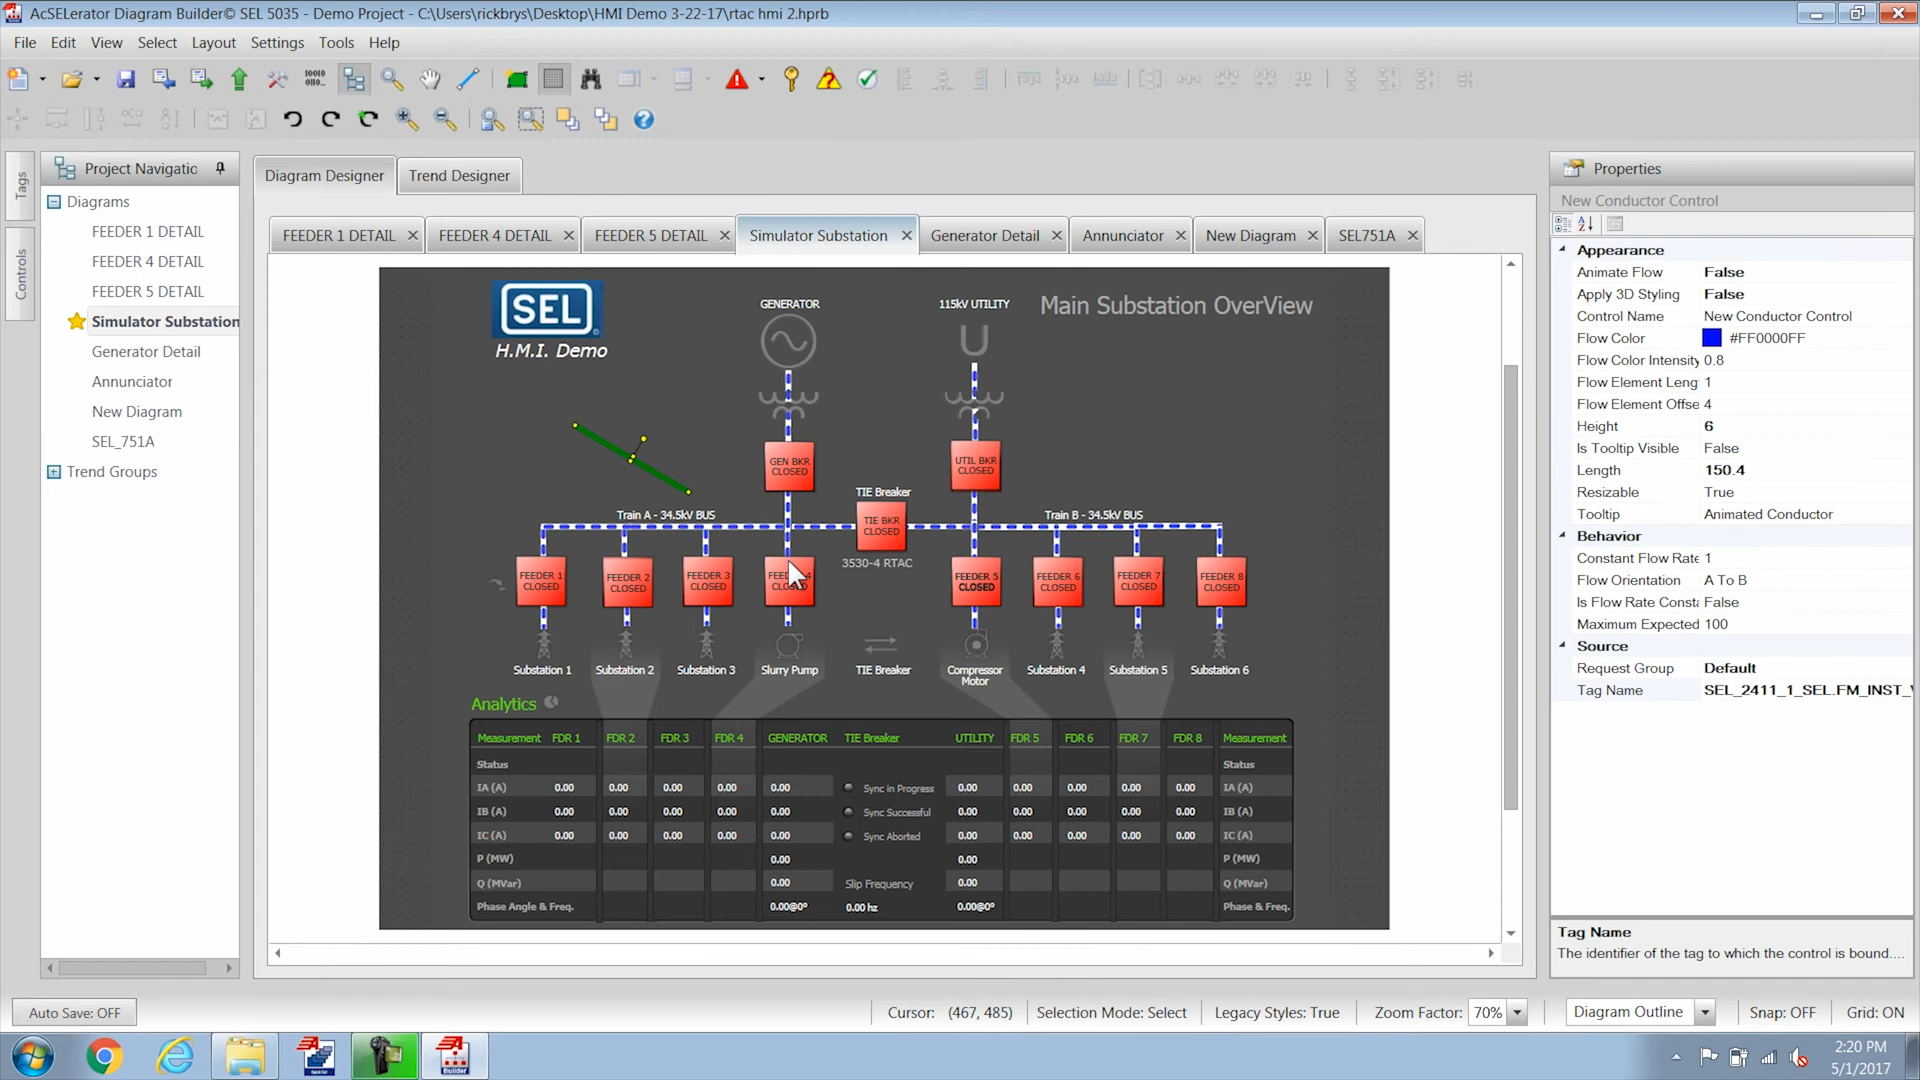 AcSELerator Diagram Builder© SEL 5035 - Demo Project - C:\Users\rickbrys\Desktop\HMI Demo 3-22-17\rtac hmi 2.hprb
File Edit View Select Layout Settings Tools Help
Tags
Controls
Project Navigatic
Diagrams
FEEDER 1 DETAIL
FEEDER 4 DETAIL
FEEDER 5 DETAIL
Simulator Substation
Generator Detail
Annunciator
New Diagram
SEL_751A
Trend Groups
Diagram Designer Trend Designer
FEEDER 1 DETAIL FEEDER 4 DETAIL FEEDER 5 DETAIL Simulator Substation Generator Detail Annunciator New Diagram SEL751A
SEL
H.M.I. Demo
GENERATOR 115kV UTILITY Main Substation OverView
U
GEN BKR CLOSED
UTIL BKR CLOSED
TIE Breaker
TIE BKR CLOSED
Train A - 34.5kV BUS Train B - 34.5kV BUS
3530-4 RTAC
FEEDER 1 CLOSED
FEEDER 2 CLOSED
FEEDER 3 CLOSED
FEEDER 5 CLOSED
FEEDER 6 CLOSED
FEEDER 7 CLOSED
FEEDER 8 CLOSED
Substation 1 Substation 2 Substation 3 Slurry Pump TIE Breaker Compressor Motor Substation 4 Substation 5 Substation 6
Analytics
Measurement FDR 1 FDR 2 FDR 3 FDR 4 GENERATOR TIE Breaker UTILITY FDR 5 FDR 6 FDR 7 FDR 8 Measurement
Status Status
IA (A) 0.00 0.00 0.00 0.00 0.00 Sync in Progress 0.00 0.00 0.00 0.00 0.00 IA (A)
IB (A) 0.00 0.00 0.00 0.00 0.00 Sync Successful 0.00 0.00 0.00 0.00 0.00 IB (A)
IC (A) 0.00 0.00 0.00 0.00 0.00 Sync Aborted 0.00 0.00 0.00 0.00 0.00 IC (A)
P (MW) 0.00 0.00 P (MW)
Q (MVar) 0.00 Slip Frequency 0.00 Q (MVar)
Phase Angle & Freq. 0.00@0° 0.00 hz 0.00@0° Phase & Freq.
Properties
New Conductor Control
Appearance
Animate Flow False
Apply 3D Styling False
Control Name New Conductor Control
Flow Color #FF0000FF
Flow Color Intensity 0.8
Flow Element Leng 1
Flow Element Offse 4
Height 6
Is Tooltip Visible False
Length 150.4
Resizable True
Tooltip Animated Conductor
Behavior
Constant Flow Rate 1
Flow Orientation A To B
Is Flow Rate Consta False
Maximum Expected 100
Source
Request Group Default
Tag Name SEL_2411_1_SEL.FM_INST_
Tag Name
The identifier of the tag to which the control is bound....
Auto Save: OFF Cursor: (467, 485) Selection Mode: Select Legacy Styles: True Zoom Factor: 70% Diagram Outline Snap: OFF Grid: ON
Builder
2:20 PM
5/1/2017